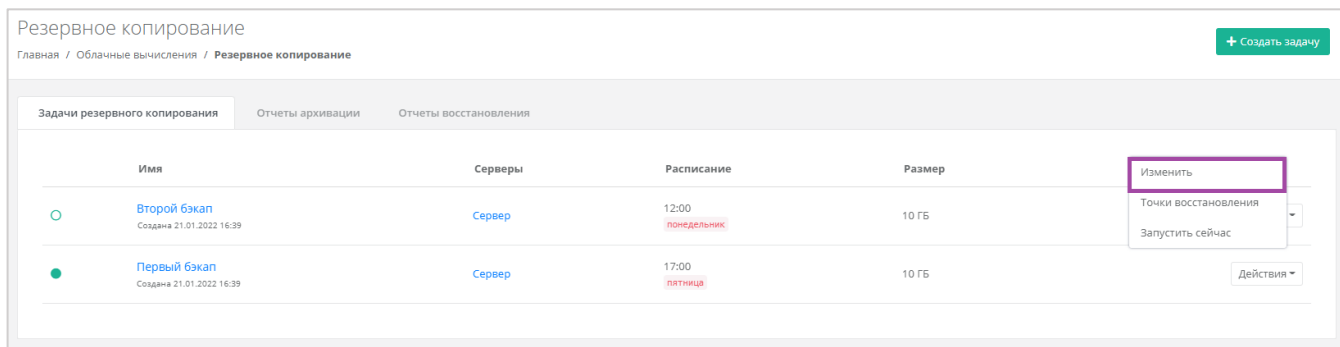 Резервное копирование
Главная / Облачные вычисления / Резервное копирование
+ Создать задачу
Задачи резервного копирования Отчеты архивации Отчеты восстановления
Имя Серверы Расписание Размер
Изменить
Точки восстановления
Запустить сейчас
Второй бэкап Сервер 12:00 10 ГБ
Создана 21.01.2022 16:39 понедельник
Первый бэкап Сервер 17:00 10 ГБ Действия
Создана 21.01.2022 16:39 пятница